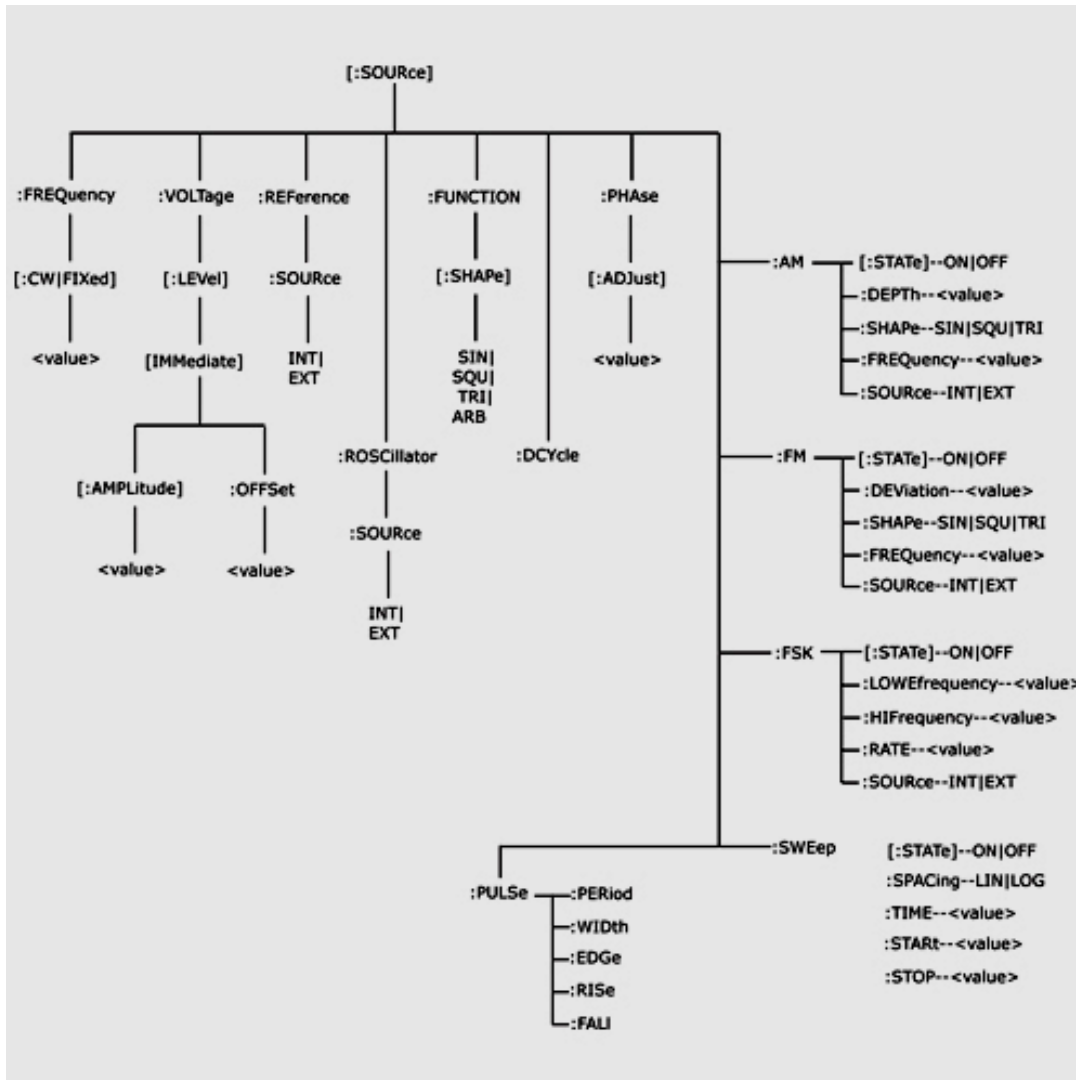 [:SOURce]
:FREQuency :VOLTage :REFerence :FUNCTION :PHAse
[:CW|FIXed] [:LEVel] :SOURce [:SHAPe] [:ADJust]
<value> [IMMediate] INT| SIN| <value>
EXT SQU|
TRI|
ARB
:AM [:STATe]--ON|OFF
:DEPTh--<value>
:SHAPe--SIN|SQU|TRI
:FREQuency--<value>
:SOURce--INT|EXT
:ROSCillator :DCYcle
[:AMPLitude] :OFFSet
:SOURce
<value> <value>
INT|
EXT
:FM [:STATe]--ON|OFF
:DEViation--<value>
:SHAPe--SIN|SQU|TRI
:FREQuency--<value>
:SOURce--INT|EXT
:FSK [:STATe]--ON|OFF
:LOWEfrequency--<value>
:HIFrequency--<value>
:RATE--<value>
:SOURce--INT|EXT
:SWEep [:STATe]--ON|OFF
:SPACing--LIN|LOG
:TIME--<value>
:STARt--<value>
:STOP--<value>
:PULSe :PERiod
:WIDth
:EDGe
:RISe
:FALl